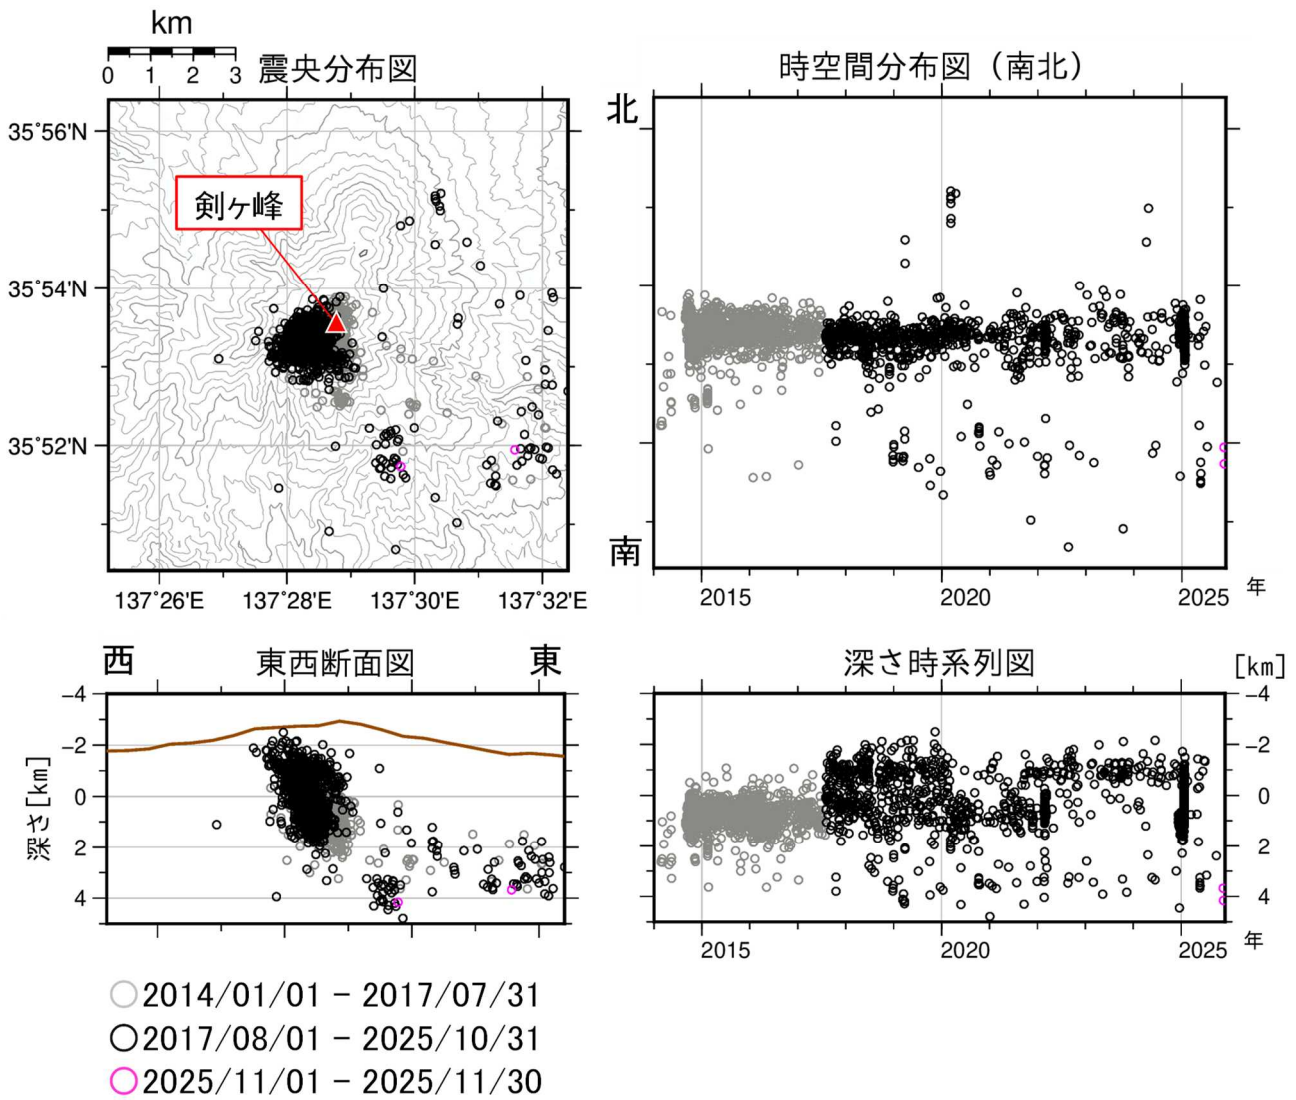 km
0 1 2 3
震央分布図
35°56'N
35°54'N
35°52'N
剣ヶ峰
137°26'E 137°28'E 137°30'E 137°32'E
時空間分布図（南北）
北
南
2015 2020 2025 年
西 東西断面図 東
深さ[km]
-4
-2
0
2
4
深さ時系列図 [km]
-4
-2
0
2
4
2015 2020 2025 年
2014/01/01 - 2017/07/31
2017/08/01 - 2025/10/31
2025/11/01 - 2025/11/30